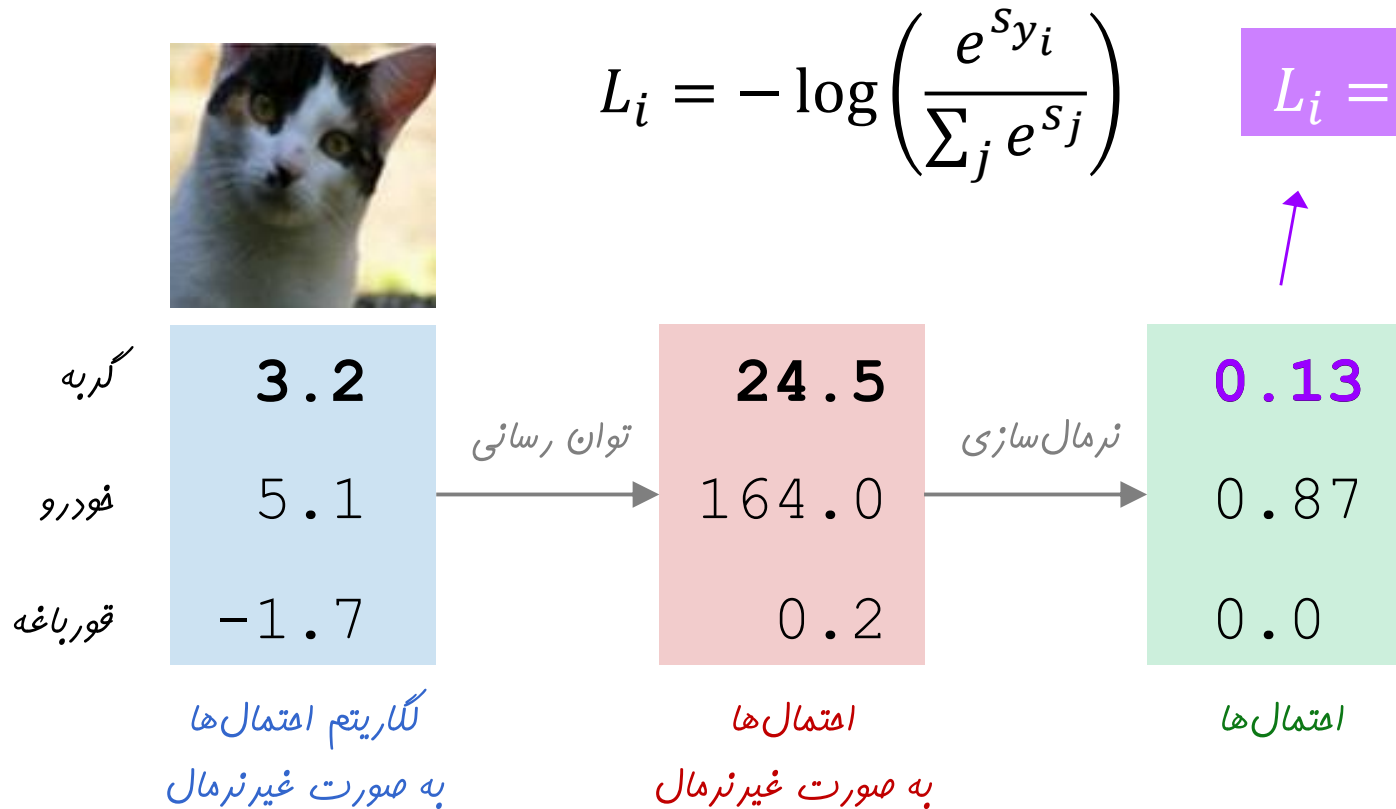 L_i = − log( e^{s_{y_i}} / ∑_j e^{s_j} )
L_i =
گربه 3.2 24.5 0.13
توان رسانی نرمال‌سازی
خودرو 5.1 164.0 0.87
قورباغه -1.7 0.2 0.0
لگاریتم احتمال‌ها
به صورت غیرنرمال
احتمال‌ها
به صورت غیرنرمال
احتمال‌ها